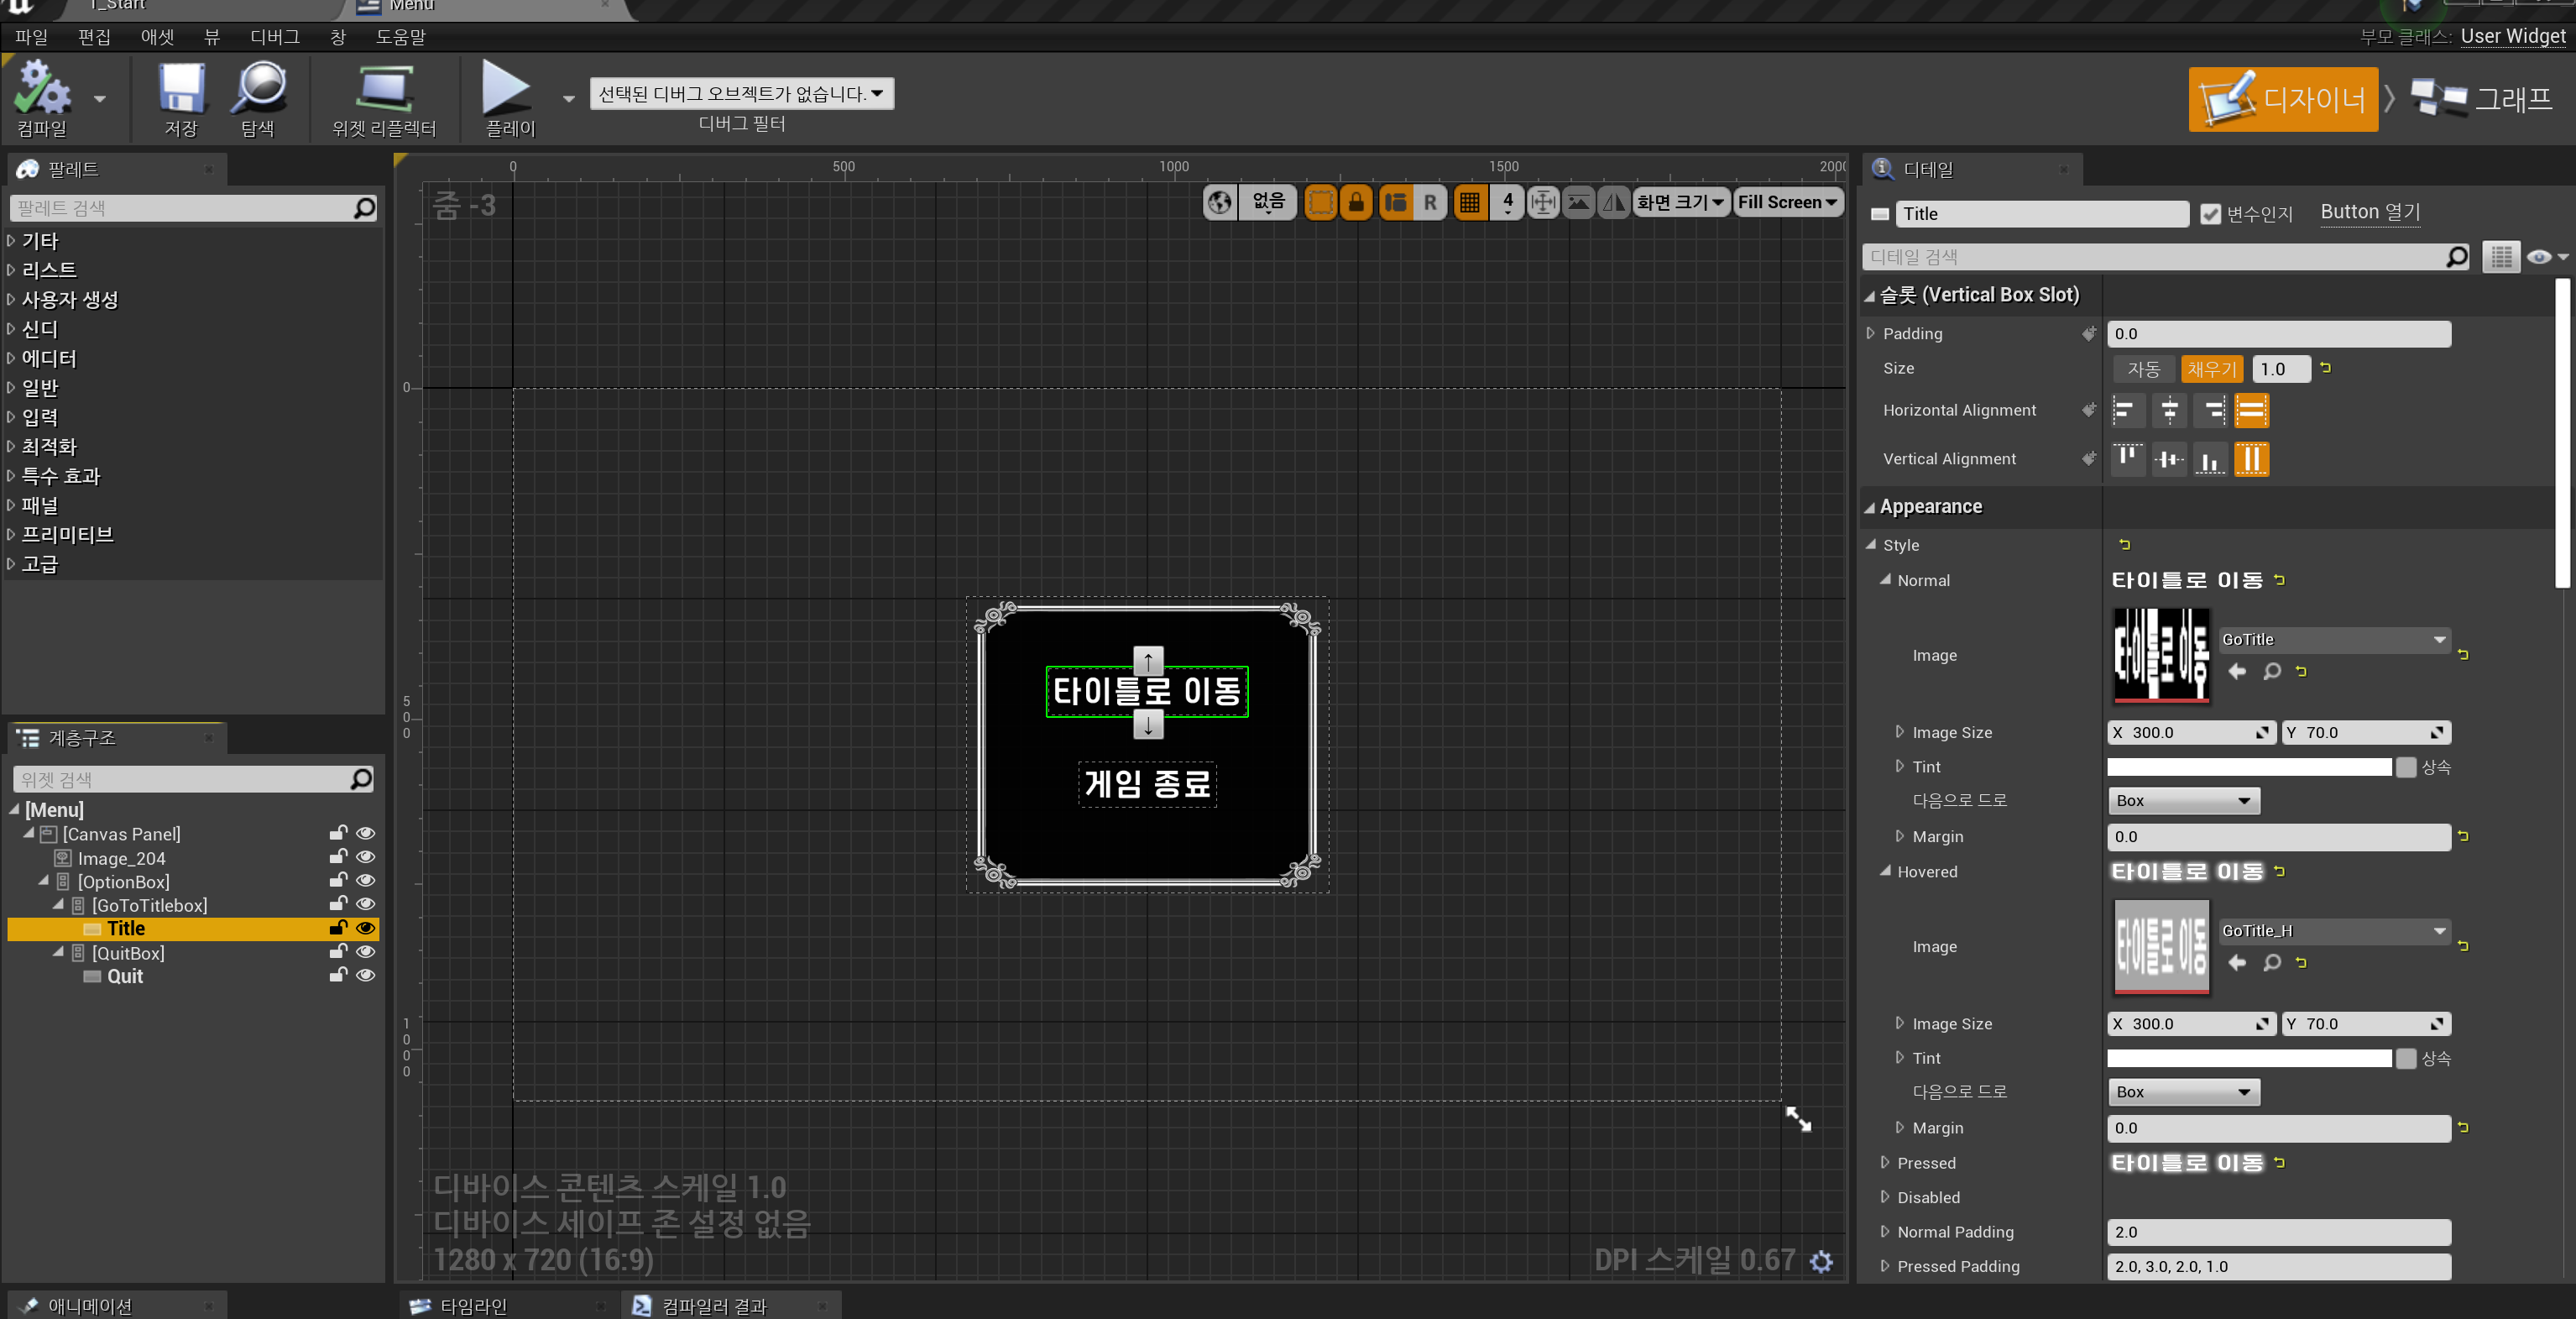 1_Start
Menu
파일 편집 애셋 뷰 디버그 창 도움말
부모 클래스: User Widget
컴파일
저장
탐색
위젯 리플렉터
플레이
선택된 디버그 오브젝트가 없습니다.
디버그 필터
디자이너
그래프
팔레트
팔레트 검색
기타
리스트
사용자 생성
신디
에디터
일반
입력
최적화
특수 효과
패널
프리미티브
고급
계층구조
위젯 검색
[Menu]
[Canvas Panel]
Image_204
[OptionBox]
[GoToTitlebox]
Title
[QuitBox]
Quit
애니메이션
0 500 1000 1500 2000
줌 -3
없음
R
4
화면 크기
Fill Screen
0
500
1000
타이틀로 이동
게임 종료
디바이스 콘텐츠 스케일 1.0
디바이스 세이프 존 설정 없음
1280 x 720 (16:9)
DPI 스케일 0.67
타임라인
컴파일러 결과
디테일
Title
변수인지
Button 열기
디테일 검색
슬롯 (Vertical Box Slot)
Padding 0.0
Size 자동 채우기 1.0
Horizontal Alignment
Vertical Alignment
Appearance
Style
Normal 타이틀로 이동
Image 타이틀로 이동 GoTitle
Image Size X 300.0 Y 70.0
Tint 상속
다음으로 드로 Box
Margin 0.0
Hovered 타이틀로 이동
Image 타이틀로 이동 GoTitle_H
Image Size X 300.0 Y 70.0
Tint 상속
다음으로 드로 Box
Margin 0.0
Pressed 타이틀로 이동
Disabled
Normal Padding 2.0
Pressed Padding 2.0, 3.0, 2.0, 1.0